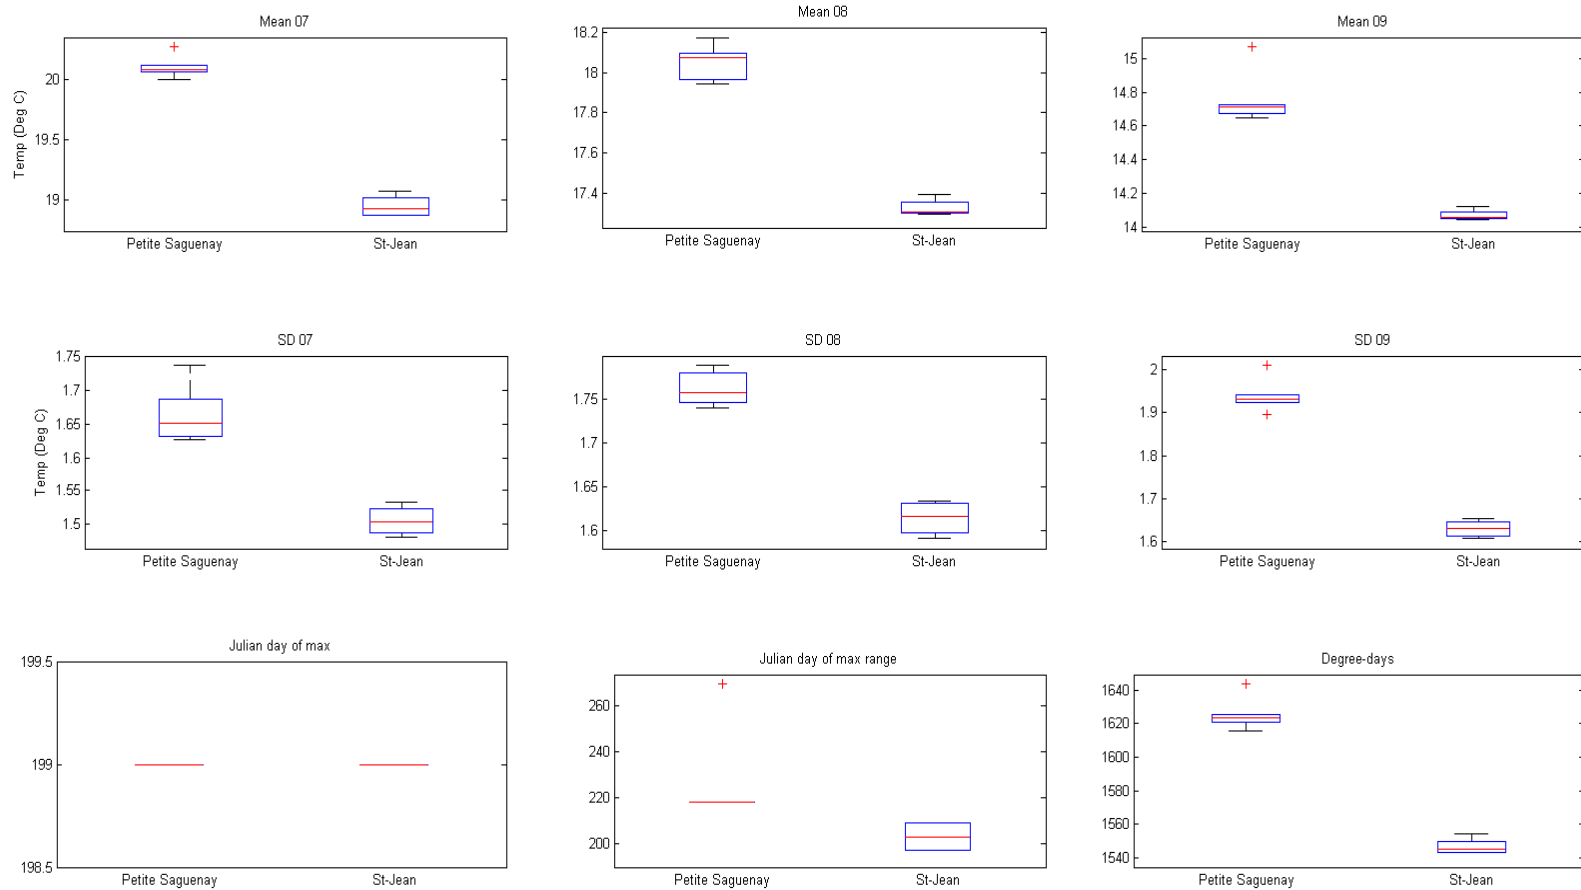 Mean 07
Temp (Deg C)
20
19.5
19
Petite Saguenay St-Jean
Mean 08
18.2
18
17.8
17.6
17.4
Petite Saguenay St-Jean
Mean 09
15
14.8
14.6
14.4
14.2
14
Petite Saguenay St-Jean
SD 07
Temp (Deg C)
1.75
1.7
1.65
1.6
1.55
1.5
Petite Saguenay St-Jean
SD 08
1.75
1.7
1.65
1.6
Petite Saguenay St-Jean
SD 09
2
1.9
1.8
1.7
1.6
Petite Saguenay St-Jean
Julian day of max
199.5
199
198.5
Petite Saguenay St-Jean
Julian day of max range
260
240
220
200
Petite Saguenay St-Jean
Degree-days
1640
1620
1600
1580
1560
1540
Petite Saguenay St-Jean